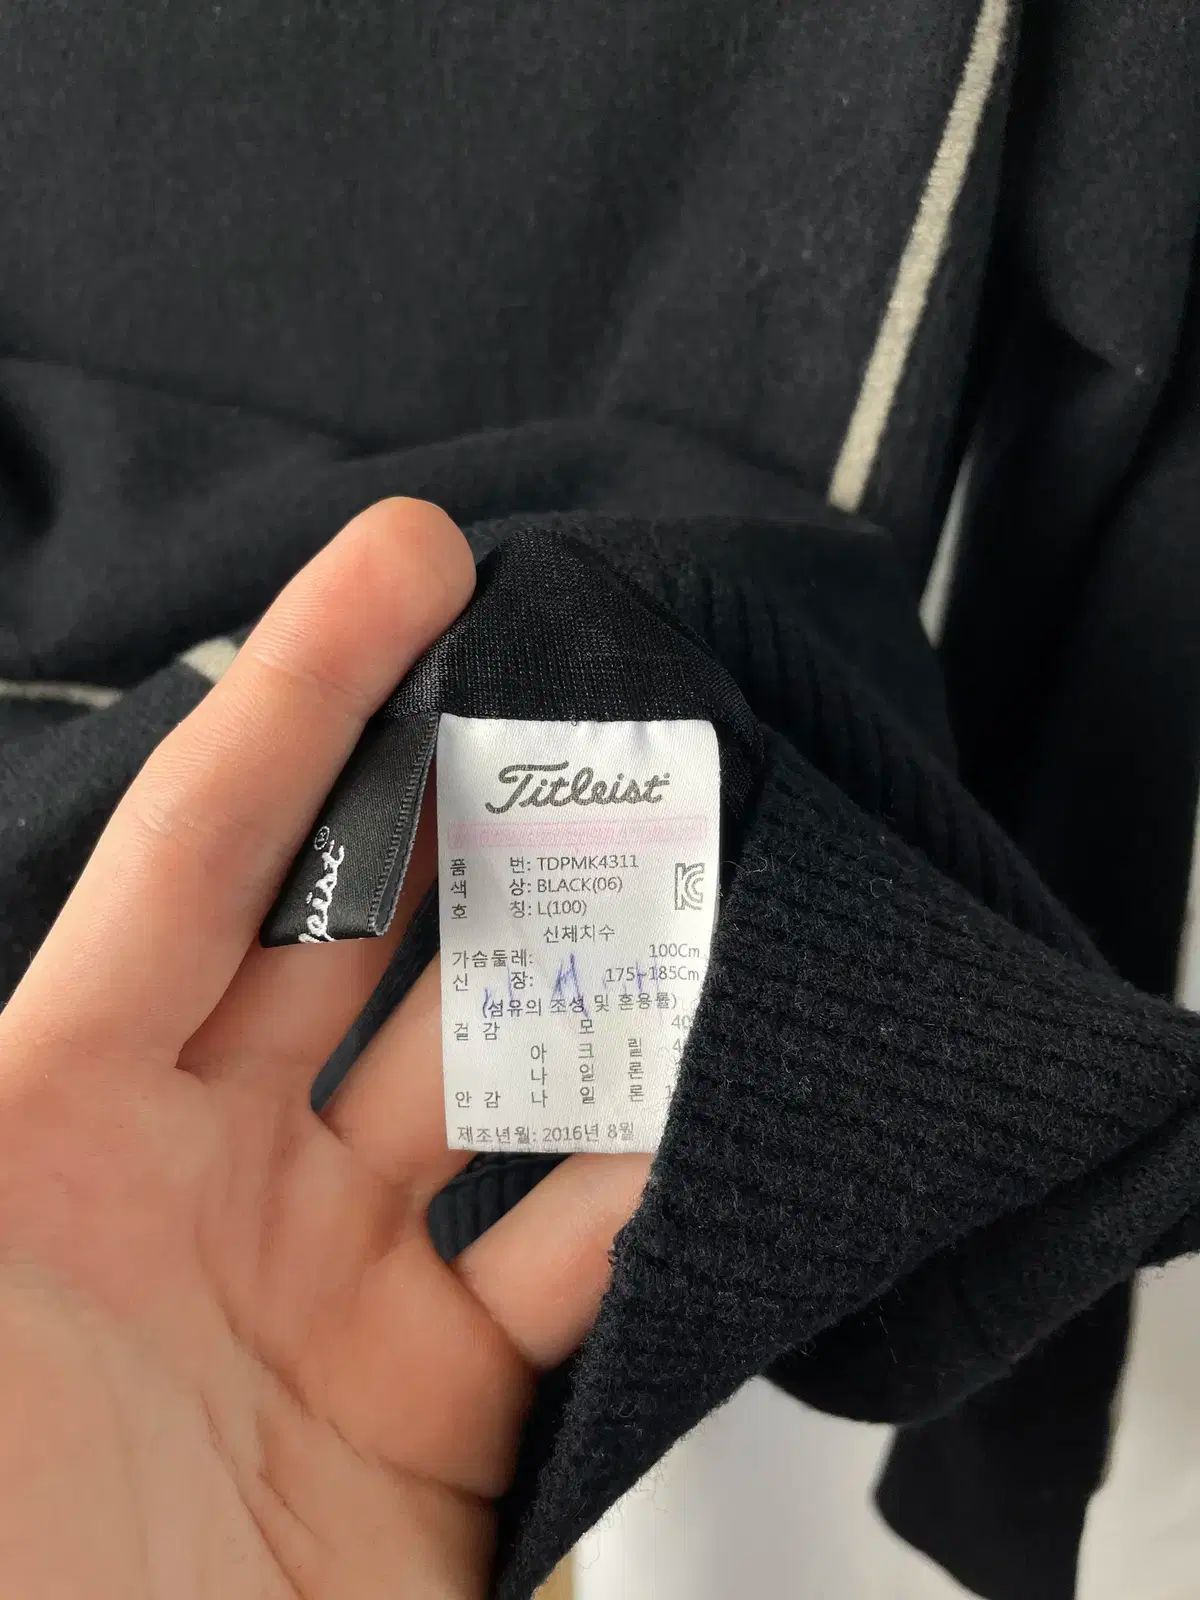 Titleist
품 번: TDPMK4311
색 상: BLACK(06)
호 칭: L(100)
신체치수
가슴둘레: 100Cm
신 장: 175~185Cm
(섬유의 조성 및 혼용률)
겉 감 모
아 크 릴
나 일 론
안 감 나 일 론
제조년월: 2016년 8월